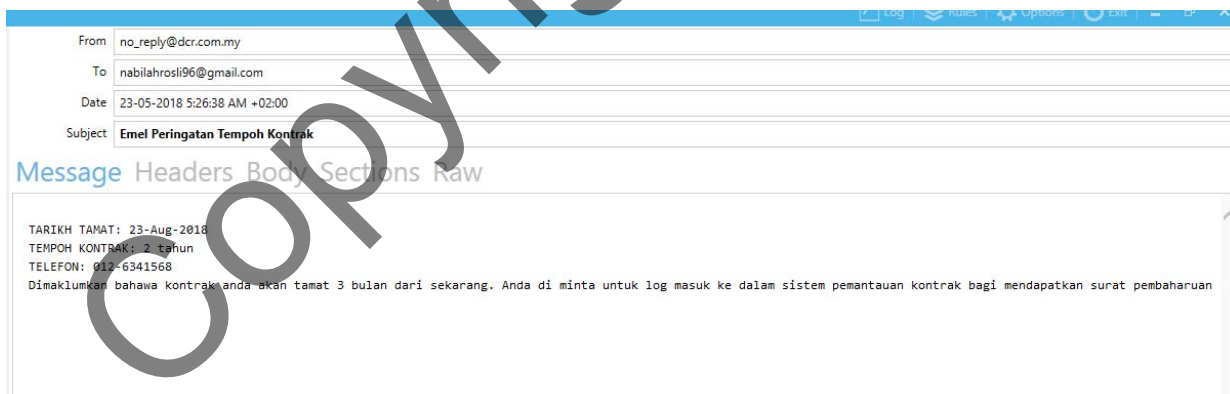 Log Rules Options Exit
From no_reply@dcr.com.my
To nabilahrosli96@gmail.com
Date 23-05-2018 5:26:38 AM +02:00
Subject Emel Peringatan Tempoh Kontrak
Message Headers Body Sections Raw
TARIKH TAMAT: 23-Aug-2018
TEMPOH KONTRAK: 2 tahun
TELEFON: 012-6341568
Dimaklumkan bahawa kontrak anda akan tamat 3 bulan dari sekarang. Anda di minta untuk log masuk ke dalam sistem pemantauan kontrak bagi mendapatkan surat pembaharuan